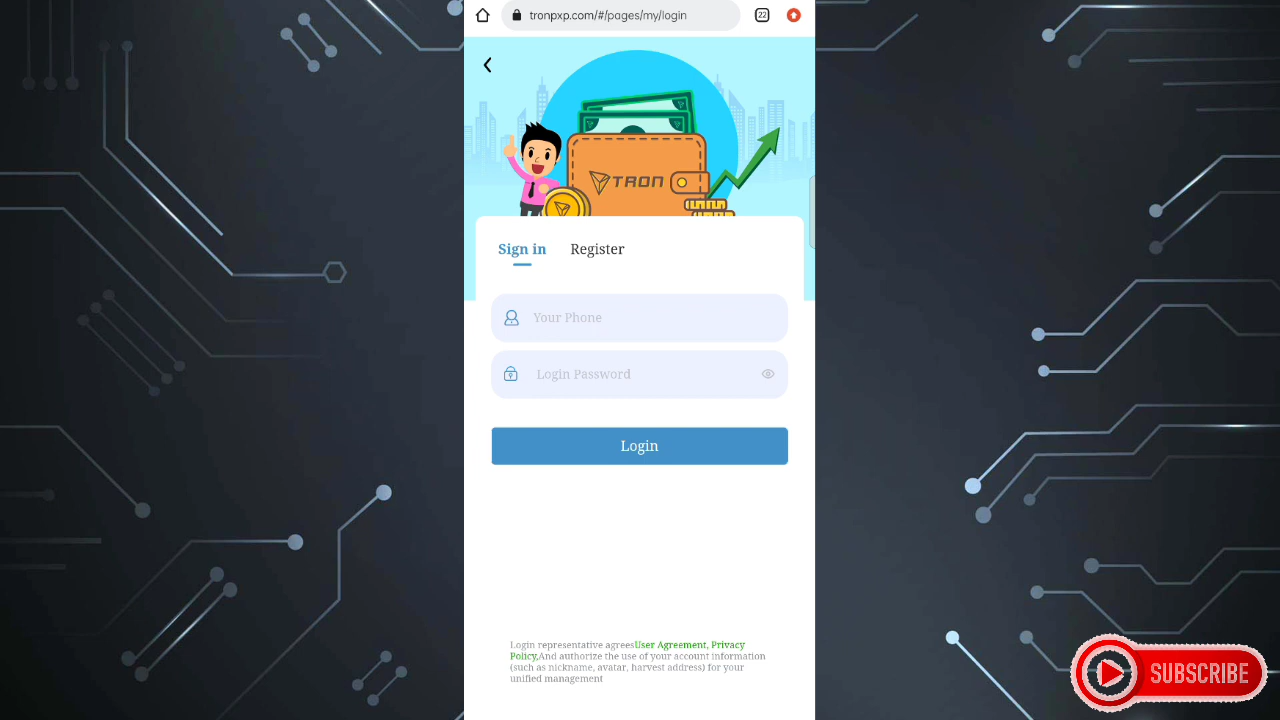 22
tronpxp.com/#/pages/my/login
TRON
Sign in
Register
Your Phone
Login Password
Login
Login representative agreesUser Agreement, Privacy
Policy,And authorize the use of your account information
(such as nickname, avatar, harvest address) for your
unified management
SUBSCRIBE